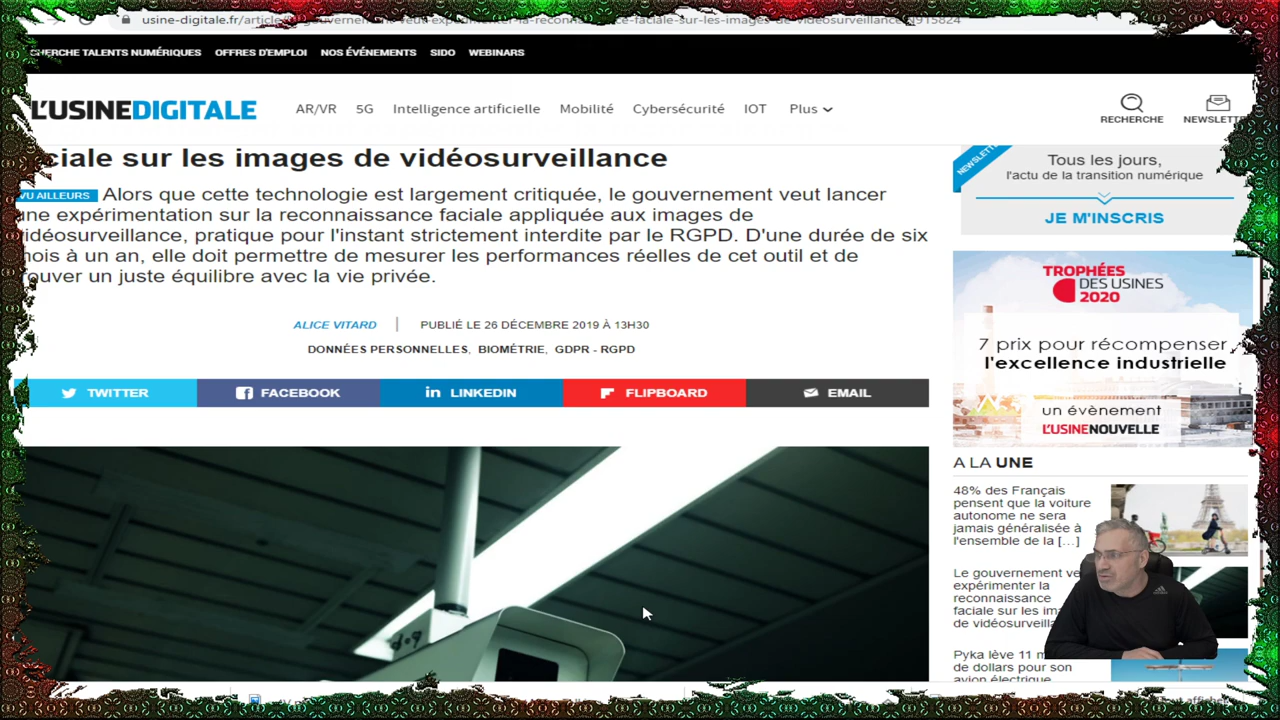 usine-digitale.fr/article
CHERCHE TALENTS NUMÉRIQUES OFFRES D'EMPLOI NOS ÉVÉNEMENTS SIDO WEBINARS
L'USINEDIGITALE AR/VR 5G Intelligence artificielle Mobilité Cybersécurité IOT Plus
RECHERCHE NEWSLETT
ciale sur les images de vidéosurveillance
VU AILLEURS Alors que cette technologie est largement critiquée, le gouvernement veut lancer
une expérimentation sur la reconnaissance faciale appliquée aux images de
vidéosurveillance, pratique pour l'instant strictement interdite par le RGPD. D'une durée de six
mois à un an, elle doit permettre de mesurer les performances réelles de cet outil et de
rouver un juste équilibre avec la vie privée.
ALICE VITARD | PUBLIÉ LE 26 DÉCEMBRE 2019 À 13H30
DONNÉES PERSONNELLES, BIOMÉTRIE, GDPR - RGPD
TWITTER FACEBOOK LINKEDIN FLIPBOARD EMAIL
NEWSLETT
Tous les jours,
l'actu de la transition numérique
JE M'INSCRIS
TROPHÉES
DES USINES
2020
7 prix pour récompenser
l'excellence industrielle
un évènement
L'USINENOUVELLE
A LA UNE
48% des Français
pensent que la voiture
autonome ne sera
jamais généralisée à
l'ensemble de la [...]
Le gouvernement ve
expérimenter la
reconnaissance
faciale sur les ima
de vidéosurveilla
Pyka lève 11 m
de dollars pour son
avion électrique